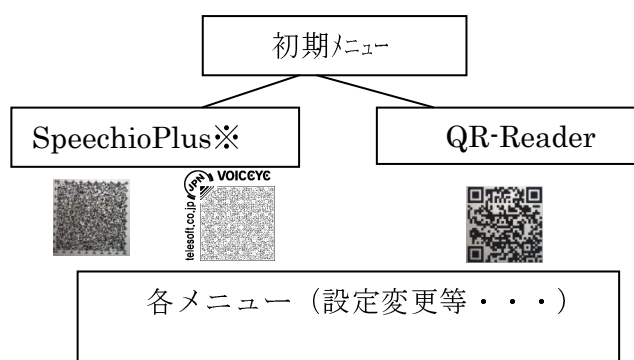 初期メニュー
SpeechioPlus※
QR-Reader
JPN VOICEYE
telesoft.co.jp
各メニュー（設定変更等・・・）